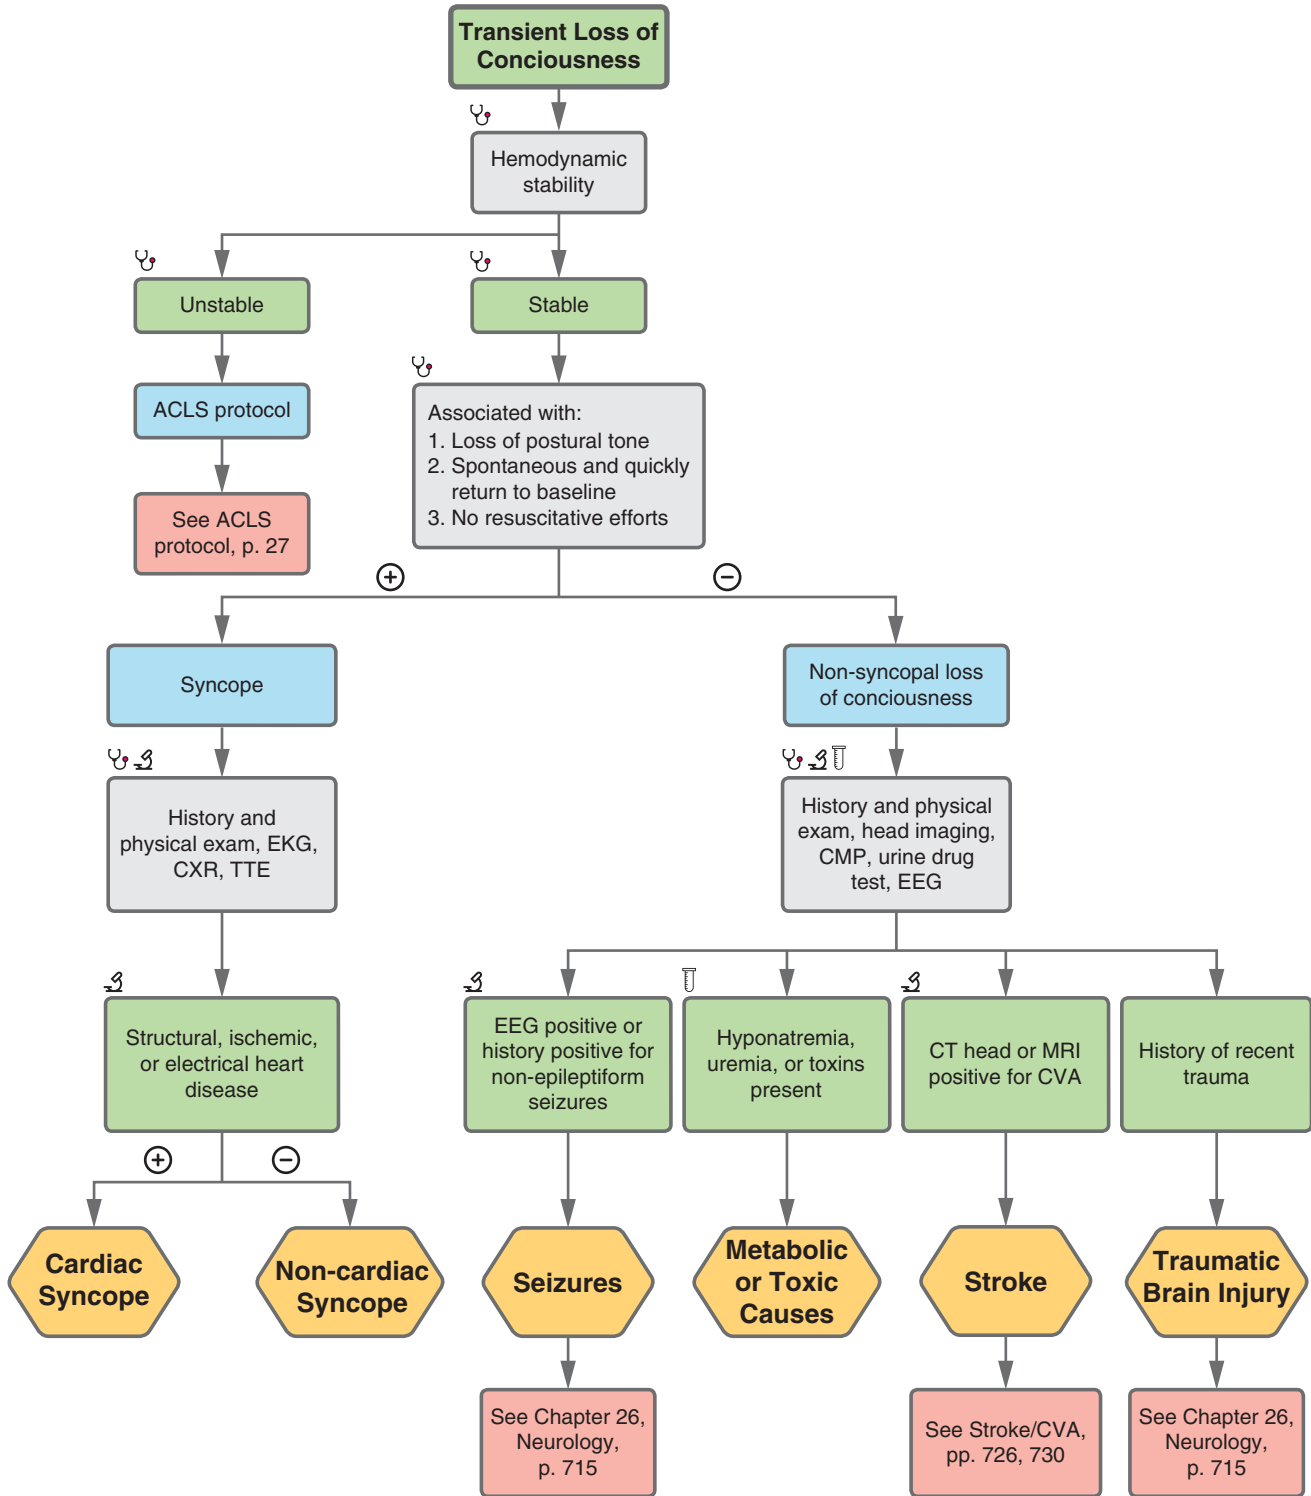 Transient Loss of
Conciousness
Hemodynamic
stability
Unstable
Stable
ACLS protocol
See ACLS
protocol, p. 27
Associated with:
1. Loss of postural tone
2. Spontaneous and quickly
return to baseline
3. No resuscitative efforts
+
−
Syncope
Non-syncopal loss
of conciousness
History and
physical exam, EKG,
CXR, TTE
History and physical
exam, head imaging,
CMP, urine drug
test, EEG
Structural, ischemic,
or electrical heart
disease
EEG positive or
history positive for
non-epileptiform
seizures
Hyponatremia,
uremia, or toxins
present
CT head or MRI
positive for CVA
History of recent
trauma
+
−
Cardiac
Syncope
Non-cardiac
Syncope
Seizures
Metabolic
or Toxic
Causes
Stroke
Traumatic
Brain Injury
See Chapter 26,
Neurology,
p. 715
See Stroke/CVA,
pp. 726, 730
See Chapter 26,
Neurology,
p. 715